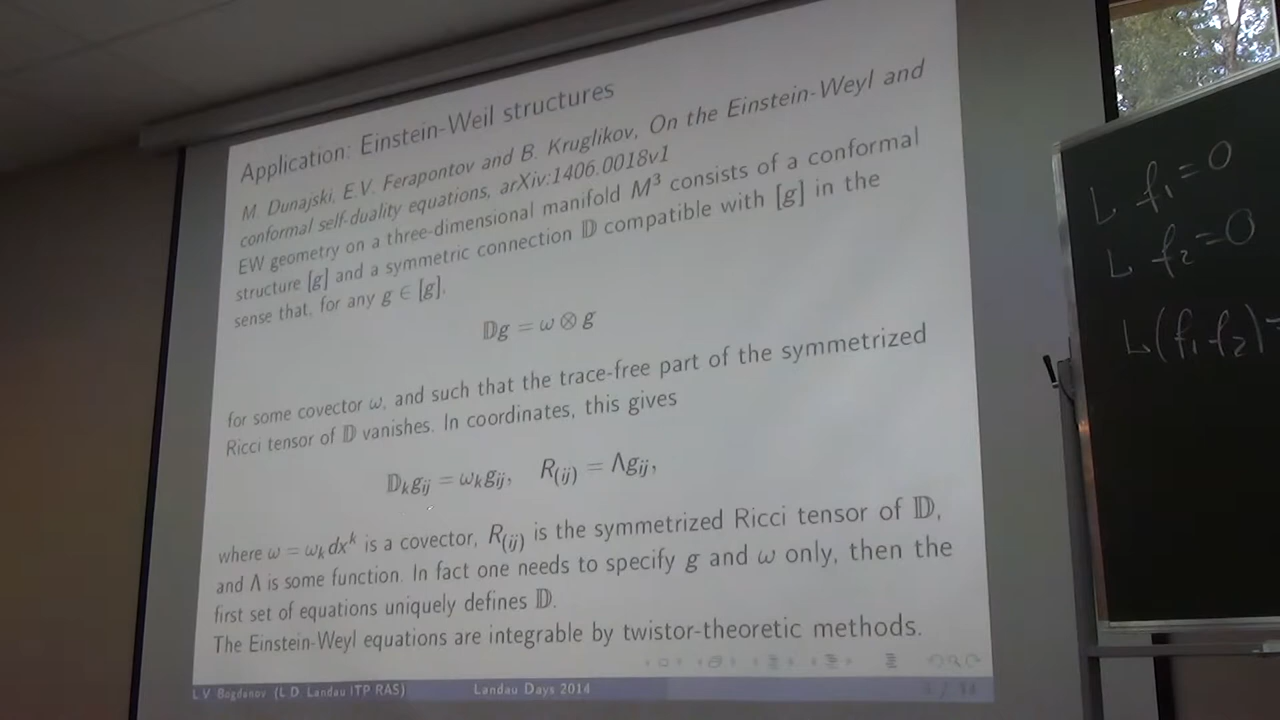 Application: Einstein-Weil structures
M. Dunajski, E.V. Ferapontov and B. Kruglikov, On the Einstein-Weyl and
conformal self-duality equations, arXiv:1406.0018v1
EW geometry on a three-dimensional manifold M³ consists of a conformal
structure [g] and a symmetric connection 𝔻 compatible with [g] in the
sense that, for any g ∈ [g],
𝔻g = ω ⊗ g
for some covector ω, and such that the trace-free part of the symmetrized
Ricci tensor of 𝔻 vanishes. In coordinates, this gives
𝔻ₖgᵢⱼ = ωₖgᵢⱼ, R₍ᵢⱼ₎ = Λgᵢⱼ,
where ω = ωₖdxᵏ is a covector, R₍ᵢⱼ₎ is the symmetrized Ricci tensor of 𝔻,
and Λ is some function. In fact one needs to specify g and ω only, then the
first set of equations uniquely defines 𝔻.
The Einstein-Weyl equations are integrable by twistor-theoretic methods.
L.V. Bogdanov (L.D. Landau ITP RAS) Landau Days 2014
L f₁ = 0
L f₂ = 0
L(f₁ f₂) =